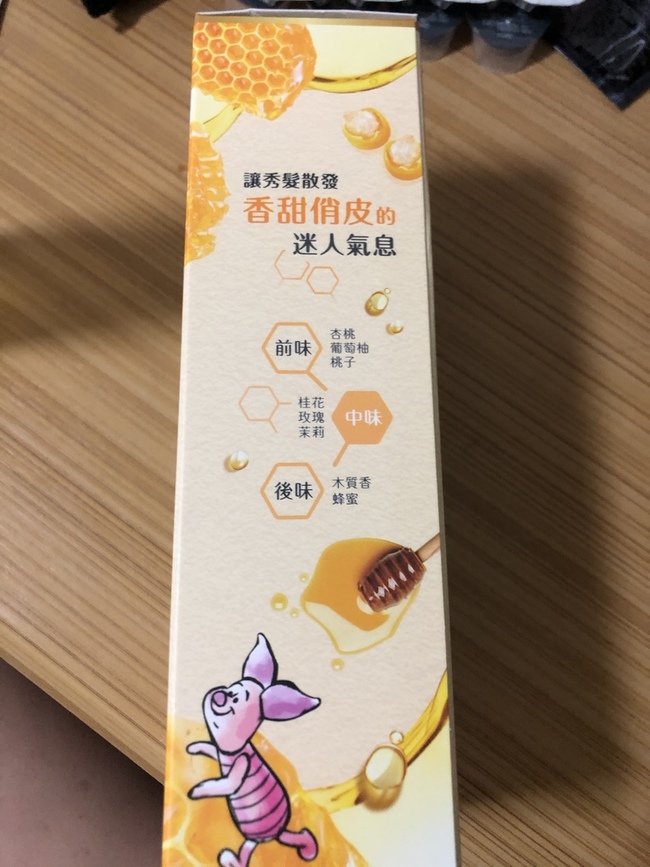 讓秀髮散發
香甜俏皮的
迷人氣息
前味
杏桃
葡萄柚
桃子
桂花
玫瑰
茉莉
中味
後味
木質香
蜂蜜